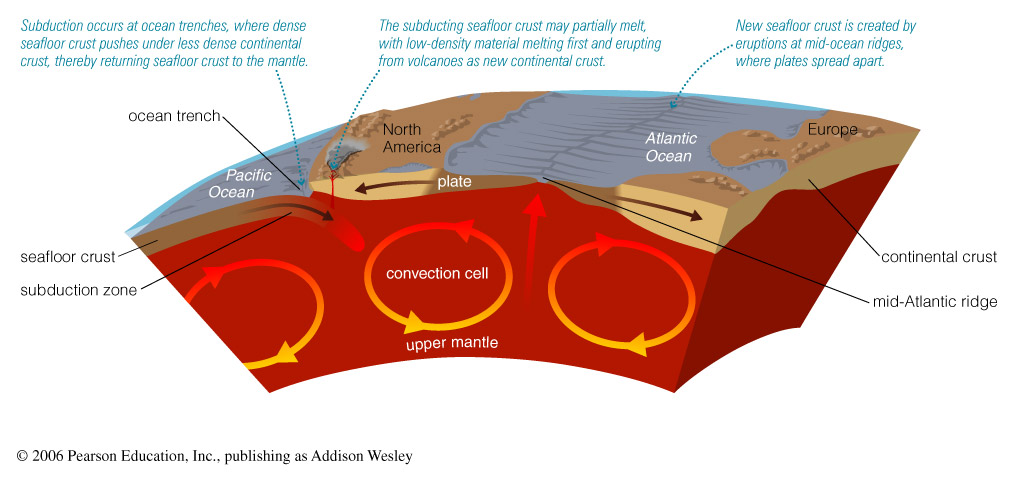 Subduction occurs at ocean trenches, where dense
seafloor crust pushes under less dense continental
crust, thereby returning seafloor crust to the mantle.
The subducting seafloor crust may partially melt,
with low-density material melting first and erupting
from volcanoes as new continental crust.
New seafloor crust is created by
eruptions at mid-ocean ridges,
where plates spread apart.
ocean trench
North
America
Atlantic
Ocean
Europe
Pacific
Ocean
plate
seafloor crust
subduction zone
convection cell
upper mantle
continental crust
mid-Atlantic ridge
© 2006 Pearson Education, Inc., publishing as Addison Wesley